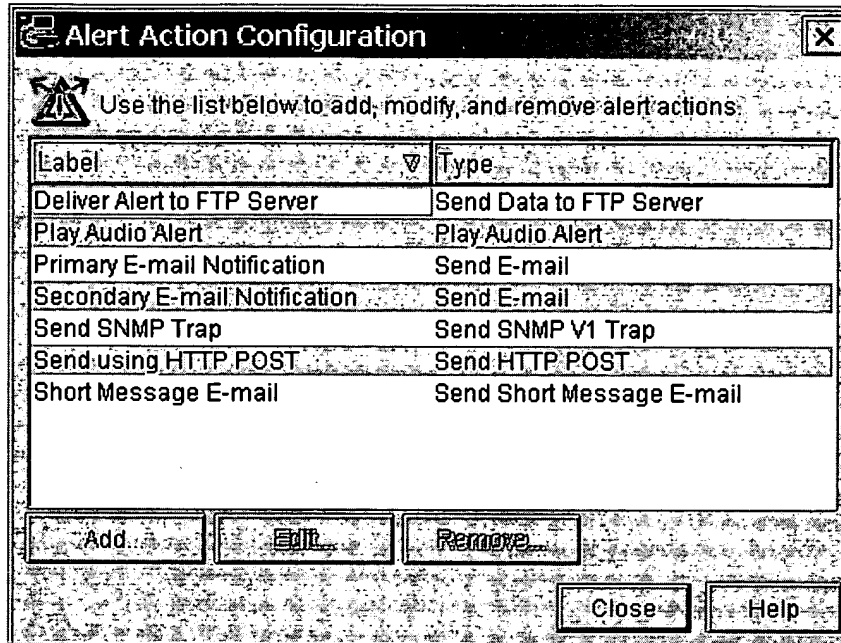 Alert Action Configuration
Use the list below to add, modify, and remove alert actions.
Label Type
Deliver Alert to FTP Server Send Data to FTP Server
Play Audio Alert Play Audio Alert
Primary E-mail Notification Send E-mail
Secondary E-mail Notification Send E-mail
Send SNMP Trap Send SNMP V1 Trap
Send using HTTP POST Send HTTP POST
Short Message E-mail Send Short Message E-mail
Add... Edit... Remove...
Close Help